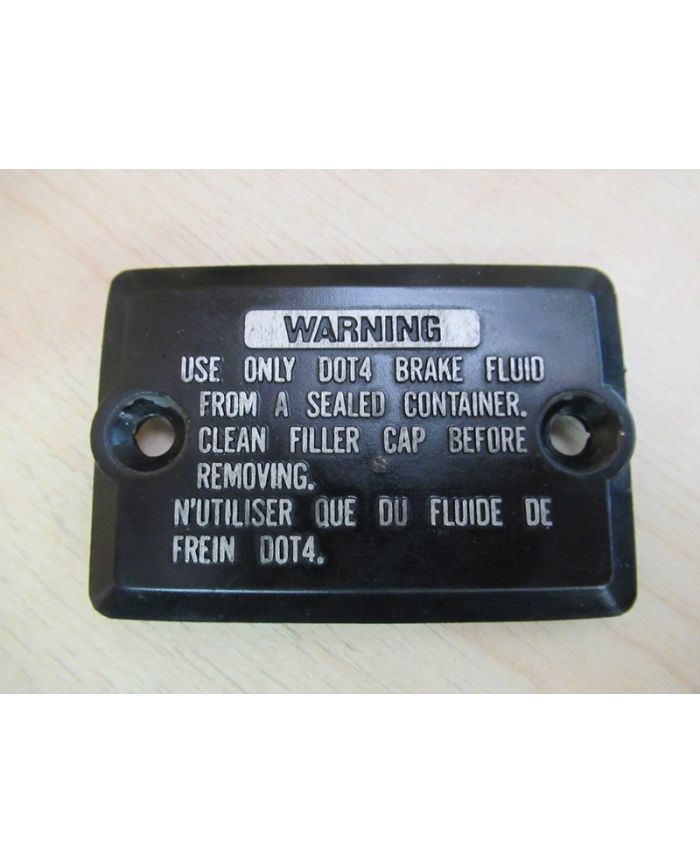 WARNING
USE ONLY DOT4 BRAKE FLUID
FROM A SEALED CONTAINER.
CLEAN FILLER CAP BEFORE
REMOVING.
N'UTILISER QUE DU FLUIDE DE
FREIN DOT4.